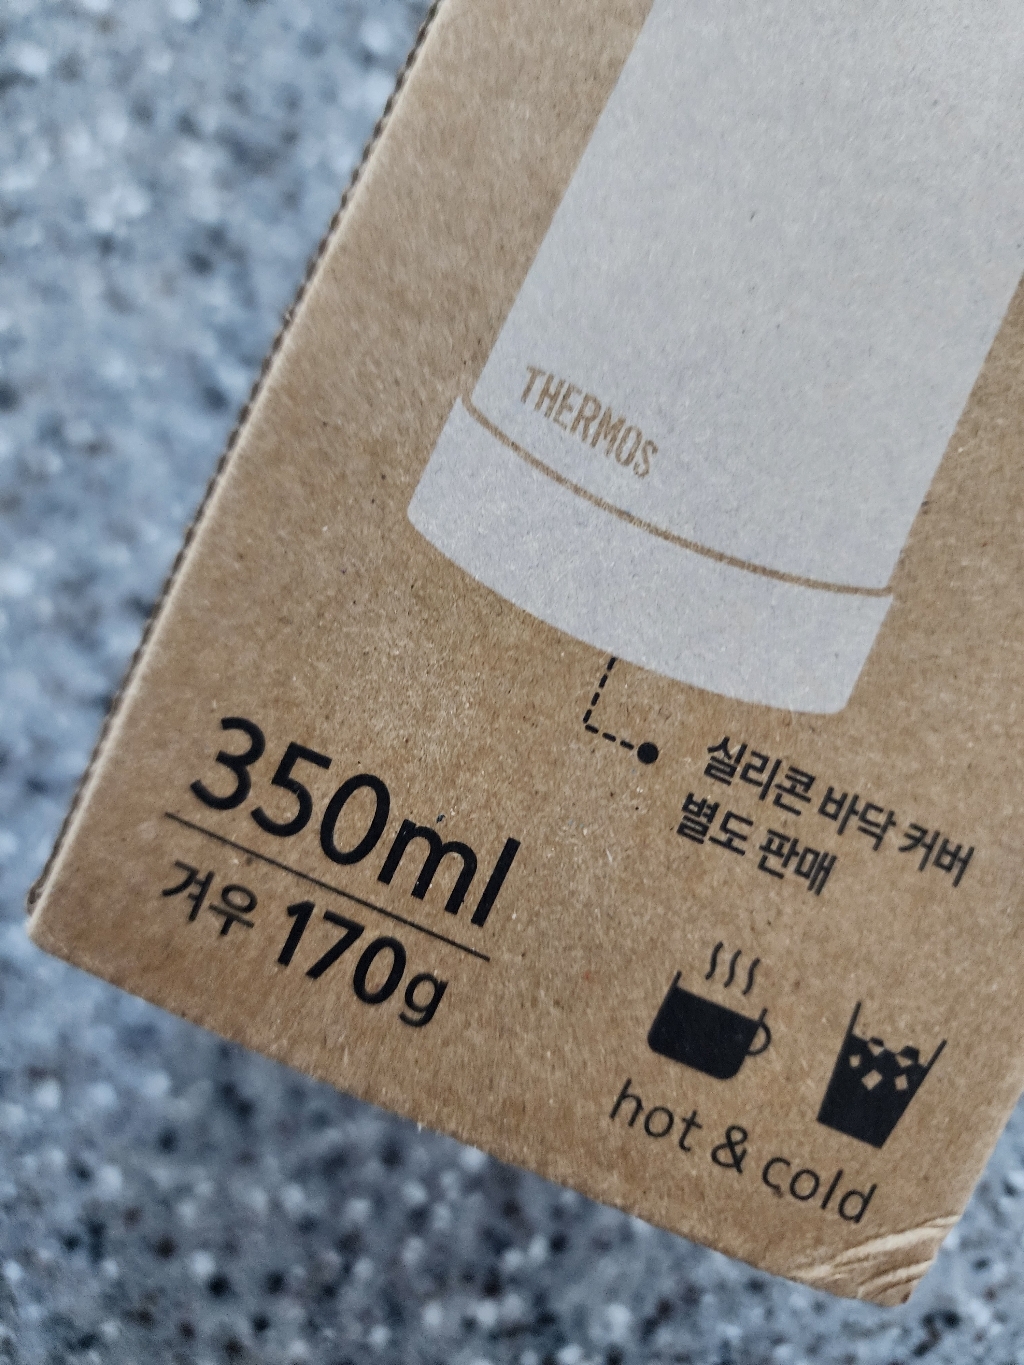 THERMOS
실리콘 바닥 커버
별도 판매
350ml
겨우 170g
hot & cold